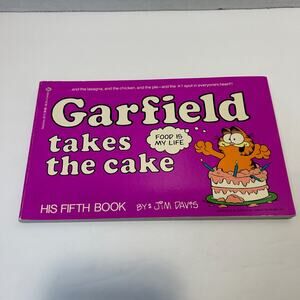 and the lasagna, and the chicken, and the pie—and the #1 spot in everyone's heart!
Garfield
takes
the cake
FOOD IS
MY LIFE
HIS FIFTH BOOK
BY: JIM DAVIS